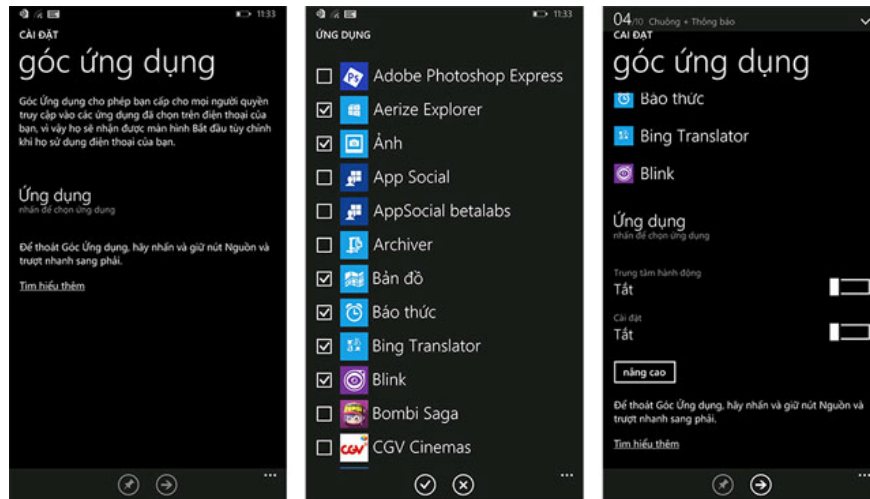 11:33
CÀI ĐẶT
góc ứng dụng
Góc Ứng dụng cho phép bạn cấp cho mọi người quyền
truy cập vào các ứng dụng đã chọn trên điện thoại của
bạn, vì vậy họ sẽ nhận được màn hình Bắt đầu tùy chỉnh
khi họ sử dụng điện thoại của bạn.
Ứng dụng
nhấn để chọn ứng dụng
Để thoát Góc Ứng dụng, hãy nhấn và giữ nút Nguồn và
trượt nhanh sang phải.
Tìm hiểu thêm
11:33
ỨNG DỤNG
Ps
Adobe Photoshop Express
Aerize Explorer
Ảnh
App Social
AppSocial betalabs
Archiver
Bản đồ
Báo thức
Bing Translator
Blink
Bombi Saga
CGV
CGV Cinemas
04/10 Chuông + Thông báo
CÀI ĐẶT
góc ứng dụng
Báo thức
Bing Translator
Blink
Ứng dụng
nhấn để chọn ứng dụng
Trung tâm hành động
Tắt
Cài đặt
Tắt
nâng cao
Để thoát Góc Ứng dụng, hãy nhấn và giữ nút Nguồn và
trượt nhanh sang phải.
Tìm hiểu thêm